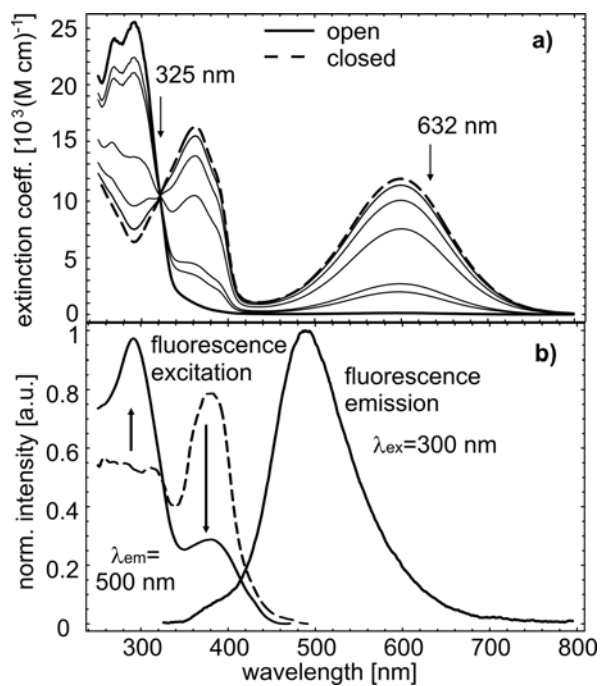 25
20
15
10
5
0
extinction coeff. [10³(M cm)⁻¹]
open
closed
a)
325 nm
632 nm
1
0.8
0.6
0.4
0.2
0
norm. intensity [a.u.]
b)
fluorescence
excitation
fluorescence
emission
λex=300 nm
λem=
500 nm
300 400 500 600 700 800
wavelength [nm]